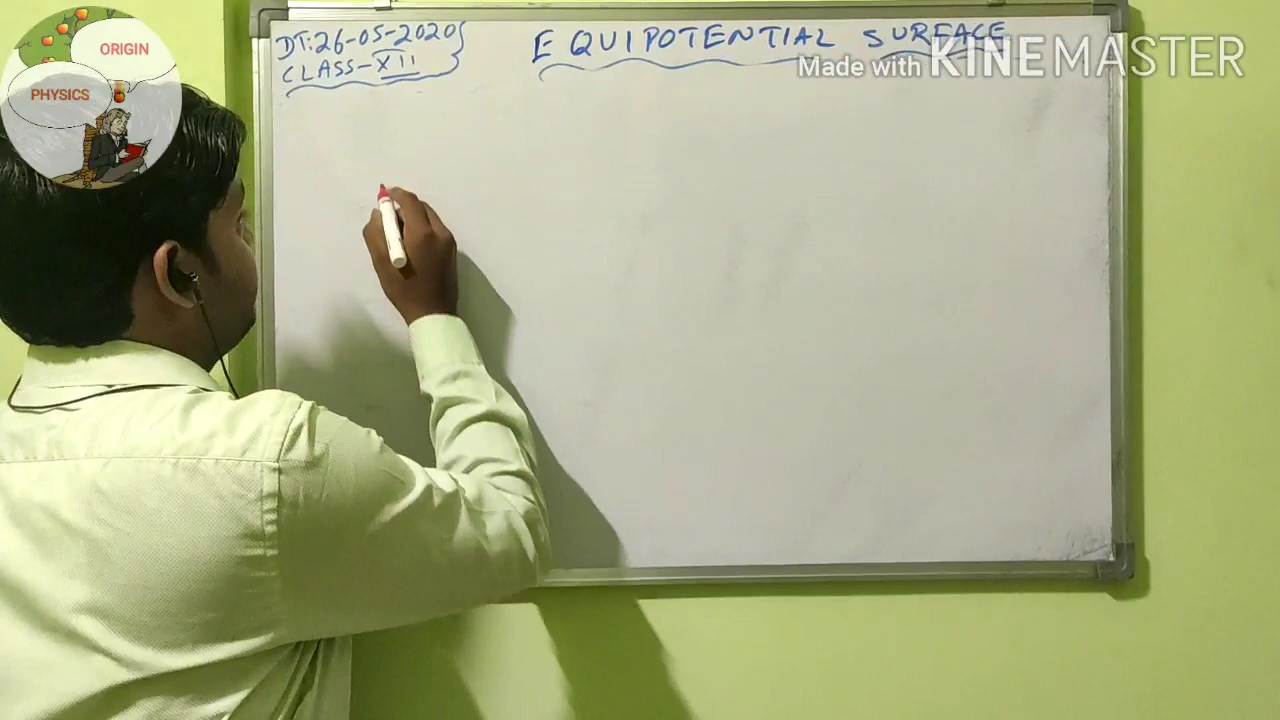 ORIGIN
PHYSICS
DT:26-05-2020
CLASS-XII
EQUIPOTENTIAL SURFACE
Made with KINEMASTER